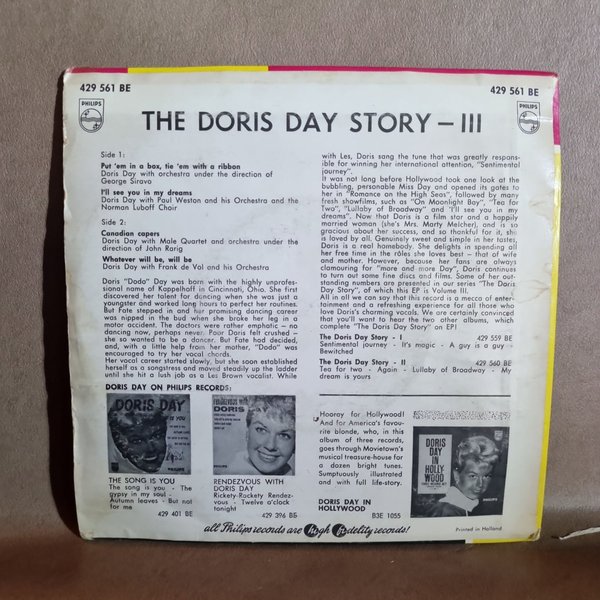 429 561 BE
429 561 BE
PHILIPS
PHILIPS
THE DORIS DAY STORY – III
Side 1:
Put 'em in a box, tie 'em with a ribbon
Doris Day with orchestra under the direction of
George Siravo
I'll see you in my dreams
Doris Day with Paul Weston and his Orchestra and the
Norman Luboff Choir
Side 2:
Canadian capers
Doris Day with Male Quartet and orchestra under the
direction of John Rarig
Whatever will be, will be
Doris Day with Frank de Vol and his Orchestra
Doris "Dodo" Day was born with the highly unprofes-
sional name of Kappelhoff in Cincinnati, Ohio. She first
discovered her talent for dancing when she was just a
youngster and worked long hours to perfect her routines.
But Fate stepped in and her promising dancing career
was nipped in the bud when she broke her leg in a
motor accident. The doctors were rather emphatic – no
dancing now, perhaps never. Poor Doris felt crushed –
she so wanted to be a dancer. But Fate had decided,
and, with a little help from her mother, "Dodo" was
encouraged to try her vocal chords.
Her vocal career started slowly, but she soon established
herself as a songstress and moved steadily up the ladder
until she hit a lush job as a Les Brown vocalist. While
with Les, Doris sang the tune that was greatly respon-
sible for winning her international attention, "Sentimental
journey".
It was not long before Hollywood took one look at the
bubbling, personable Miss Day and opened its gates to
her in "Romance on the High Seas", followed by many
fresh showfilms, such as "On Moonlight Bay", "Tea for
Two", "Lullaby of Broadway" and "I'll see you in my
dreams". Now that Doris is a film star and a happily
married woman (she's Mrs. Marty Melcher), and is so
gracious about her success, and so thankful for it, she
is loved by all. Genuinely sweet and simple in her tastes,
Doris is a real homebody. She delights in spending all
her free time in the rôles she loves best – that of wife
and mother. However, because her fans are always
clamouring for "more and more Day", Doris continues
to turn out some fine discs and films. Some of her out-
standing numbers are presented in our series "The Doris
Day Story", of which this EP is Volume III.
All in all we can say that this record is a mecca of enter-
tainment and a refreshing experience for all those who
love Doris's charming vocals. We are certainly convinced
that you'll want to hear the two other albums, which
complete "The Doris Day Story" on EP!
The Doris Day Story - I 429 559 BE
Sentimental journey - It's magic - A guy is a guy -
Bewitched
The Doris Day Story - II 429 560 BE
Tea for two - Again - Lullaby of Broadway - My
dream is yours
DORIS DAY ON PHILIPS RECORDS:
DORIS DAY
THE SONG IS YOU
The song is you - The
gypsy in my soul -
Autumn leaves - But not
for me
429 401 BE
RENDEZVOUS WITH
DORIS
RENDEZVOUS WITH
DORIS DAY
Rickety-Rockety Rendez-
vous - Twelve o'clock
tonight
429 396 BE
Hooray for Hollywood!
And for America's favou-
rite blonde, who, in this
album of three records,
goes through Movietown's
musical treasure-house for
a dozen bright tunes.
Sumptuously illustrated
and with full life-story.
DORIS DAY IN
HOLLYWOOD
B3E 1055
DORIS
DAY
IN
HOLLY
WOOD
all Philips records are high fidelity records!
Printed in Holland